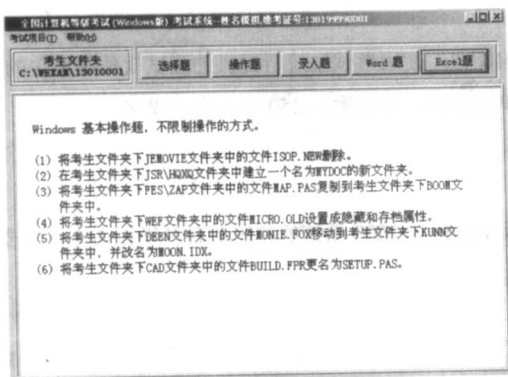 全国计算机等级考试(Windows版) 考试系统--姓名模拟,准考证号:130199990001
考试项目(T) 帮助(H)
考生文件夹
C:\WEXAM\13010001
选择题
操作题
录入题
Word 题
Excel题
Windows 基本操作题，不限制操作的方式。
(1) 将考生文件夹下JEMOVIE文件夹中的文件ISOP.NEW删除。
(2) 在考生文件夹下JSR\HQXQ文件夹中建立一个名为MYDOC的新文件夹。
(3) 将考生文件夹下FES\ZAP文件夹中的文件MAP.PAS复制到考生文件夹下BOOM文
件夹中。
(4) 将考生文件夹下WEF文件夹中的文件MICRO.OLD设置成隐藏和存档属性。
(5) 将考生文件夹下DEEN文件夹中的文件MONIE.FOX移动到考生文件夹下KUNN文
件夹中，并改名为MOON.IDX。
(6) 将考生文件夹下CAD文件夹中的文件BUILD.FPR更名为SETUP.PAS。